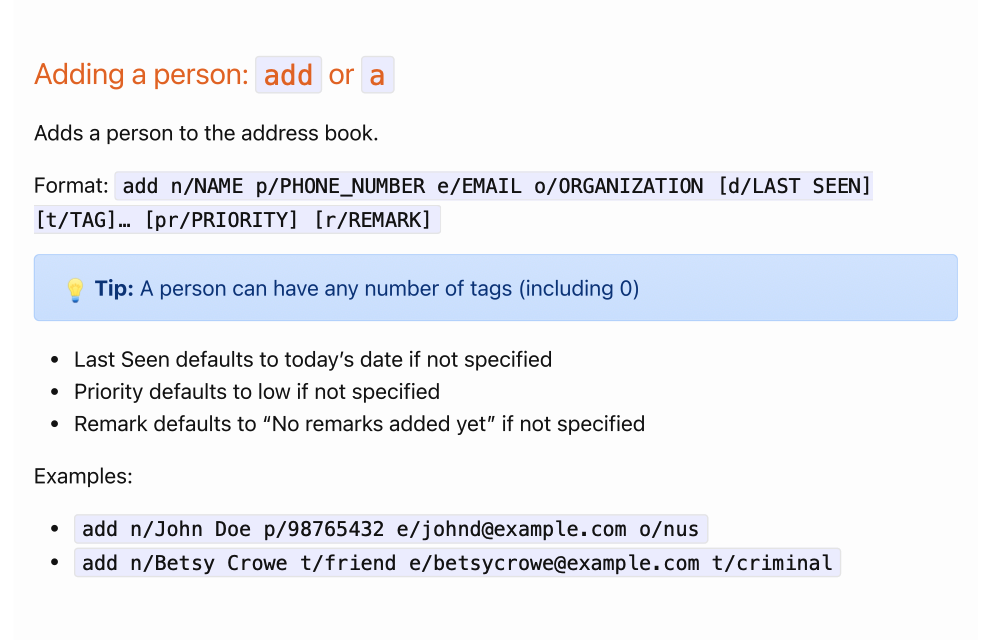 Adding a person: add or a
Adds a person to the address book.
Format: add n/NAME p/PHONE_NUMBER e/EMAIL o/ORGANIZATION [d/LAST SEEN]
[t/TAG]… [pr/PRIORITY] [r/REMARK]
💡 Tip: A person can have any number of tags (including 0)
• Last Seen defaults to today’s date if not specified
• Priority defaults to low if not specified
• Remark defaults to “No remarks added yet” if not specified
Examples:
• add n/John Doe p/98765432 e/johnd@example.com o/nus
• add n/Betsy Crowe t/friend e/betsycrowe@example.com t/criminal